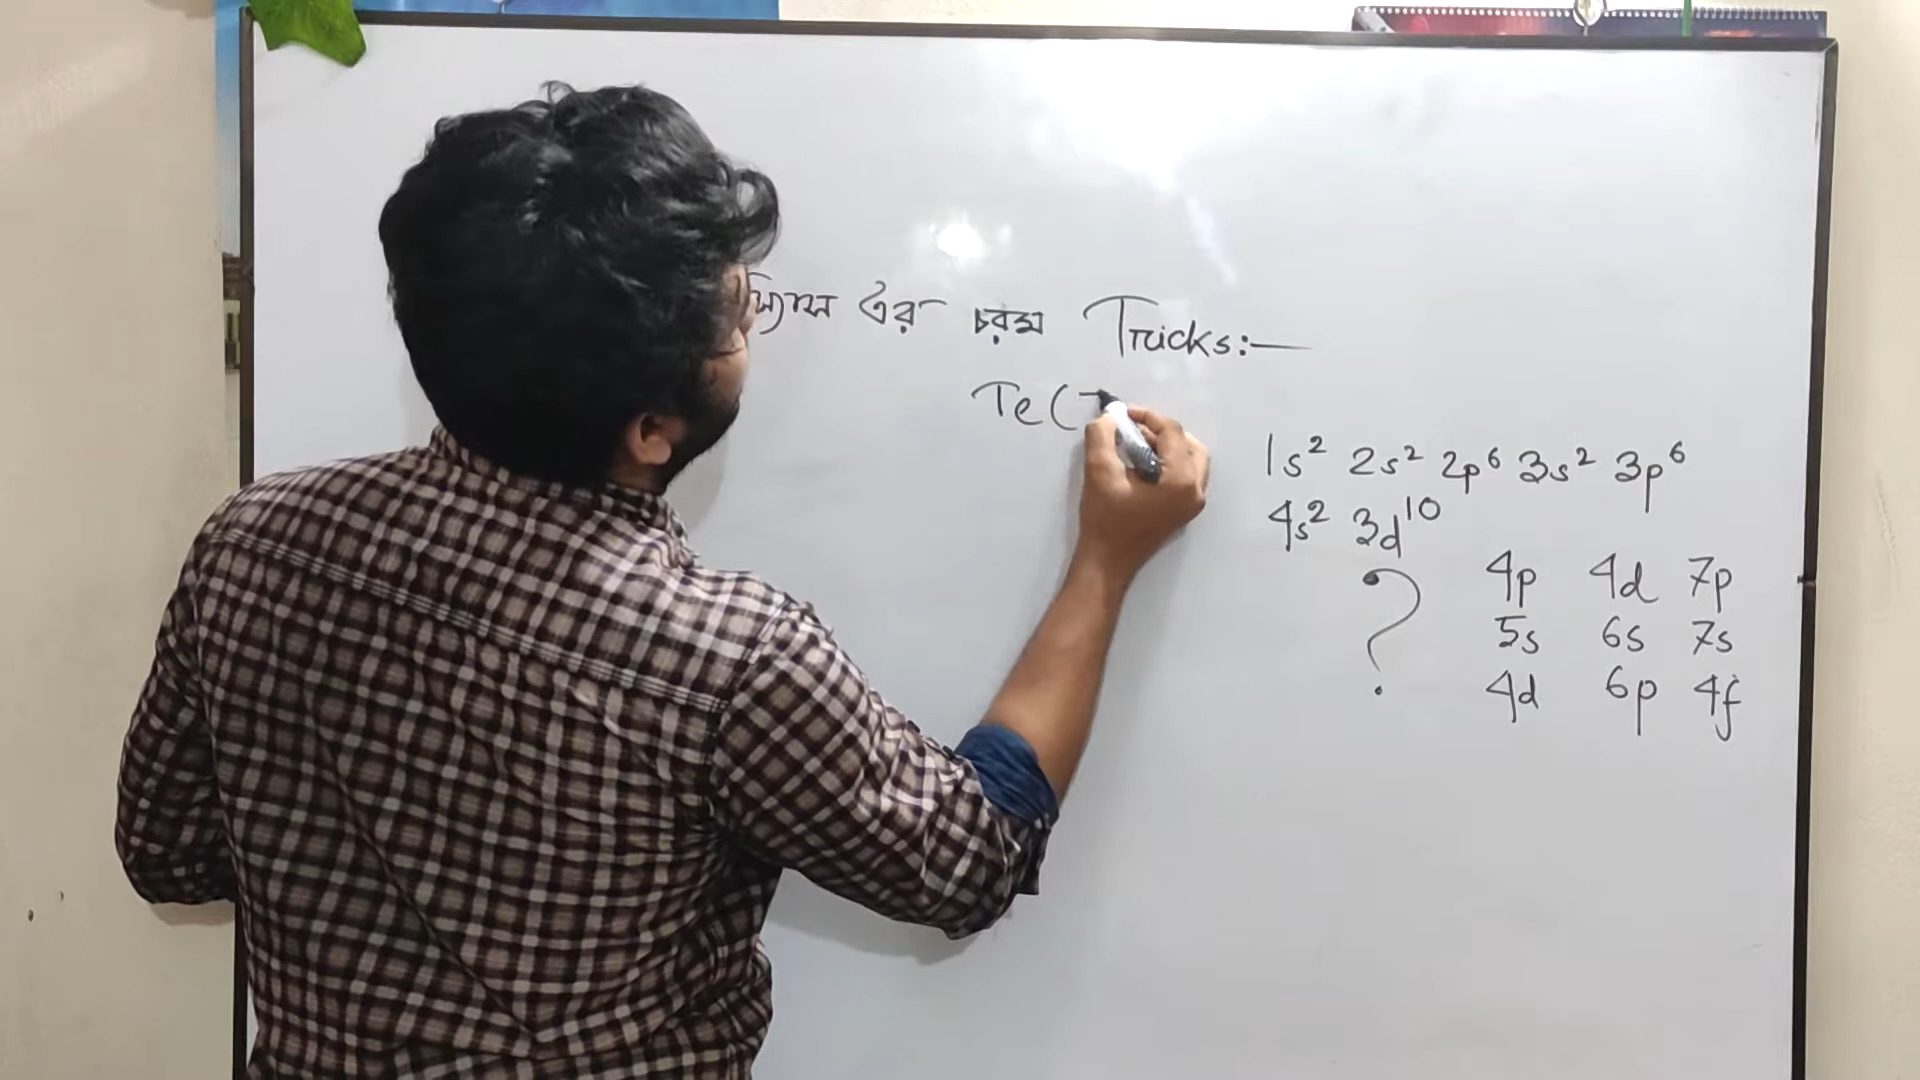 এর চরম Tricks:—
Te (
1s² 2s² 2p⁶ 3s² 3p⁶
4s² 3d¹⁰
? 4p 4d 7p
5s 6s 7s
4d 6p 4f